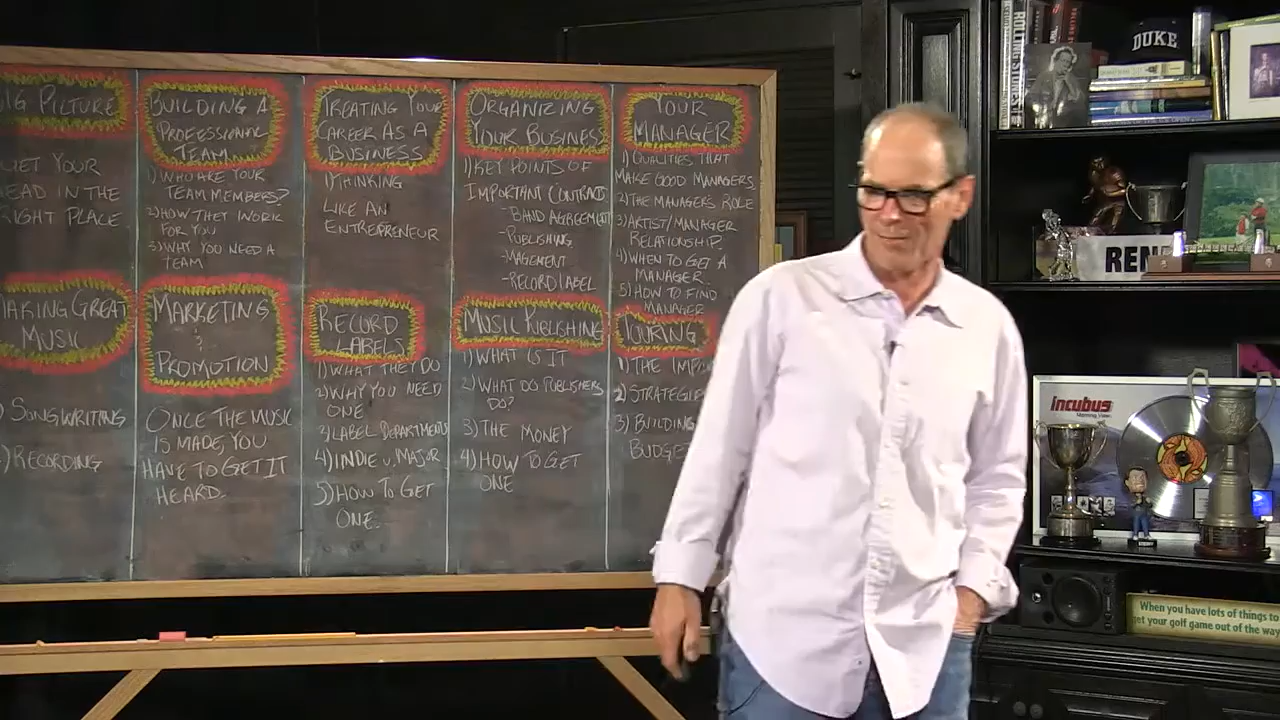 BIG PICTURE
GET YOUR
HEAD IN THE
RIGHT PLACE
BUILDING A
PROFESSIONAL
TEAM
1) WHO ARE YOUR
TEAM MEMBERS?
2) HOW THEY WORK
FOR YOU
3) WHY YOU NEED A
TEAM
TREATING YOUR
CAREER AS A
BUSINESS
1) THINKING
LIKE AN
ENTREPRENEUR
ORGANIZING
YOUR BUSINESS
1) KEY POINTS OF
IMPORTANT CONTRACTS
- BAND AGREEMENT
- PUBLISHING
- MAGEMENT
- RECORD LABEL
YOUR
MANAGER
1) QUALITIES THAT
MAKE GOOD MANAGERS
2) THE MANAGER'S ROLE
3) ARTIST/MANAGER
RELATIONSHIP.
4) WHEN TO GET A
MANAGER
5) HOW TO FIND
MANAGER
MAKING GREAT
MUSIC
) SONGWRITING
) RECORDING
MARKETING
&
PROMOTION
ONCE THE MUSIC
IS MADE, YOU
HAVE TO GET IT
HEARD.
RECORD
LABELS
1) WHAT THEY DO
2) WHY YOU NEED
ONE
3) LABEL DEPARTMENTS
4) INDIE v. MAJOR
5) HOW TO GET
ONE.
MUSIC PUBLISHING
1) WHAT IS IT
2) WHAT DO PUBLISHERS
DO?
3) THE MONEY
4) HOW TO GET
ONE
TOURING
1) THE IMP
2) STRATEGI
3) BUILDING
BUDGE
ROLLING STONES
DUKE
REN
incubus
Morning View
When you have lots of things to
get your golf game out of the way